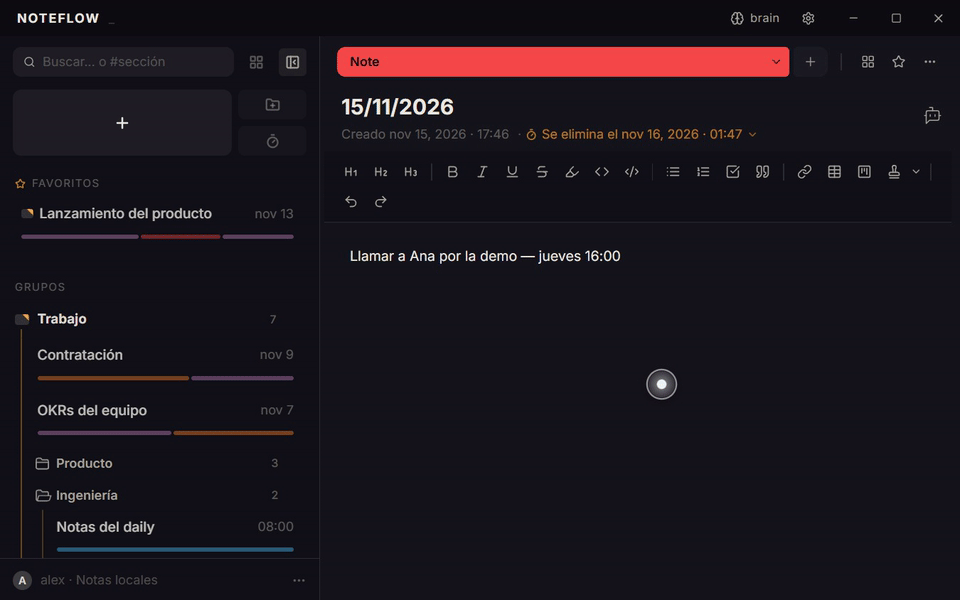 NOTEFLOW _
brain
Buscar... o #sección
Note
15/11/2026
Creado nov 15, 2026 · 17:46 · Se elimina el nov 16, 2026 · 01:47
H1 H2 H3 B I U S
FAVORITOS
Lanzamiento del producto nov 13
GRUPOS
Trabajo 7
Contratación nov 9
OKRs del equipo nov 7
Producto 3
Ingeniería 2
Notas del daily 08:00
A alex · Notas locales
Llamar a Ana por la demo — jueves 16:00